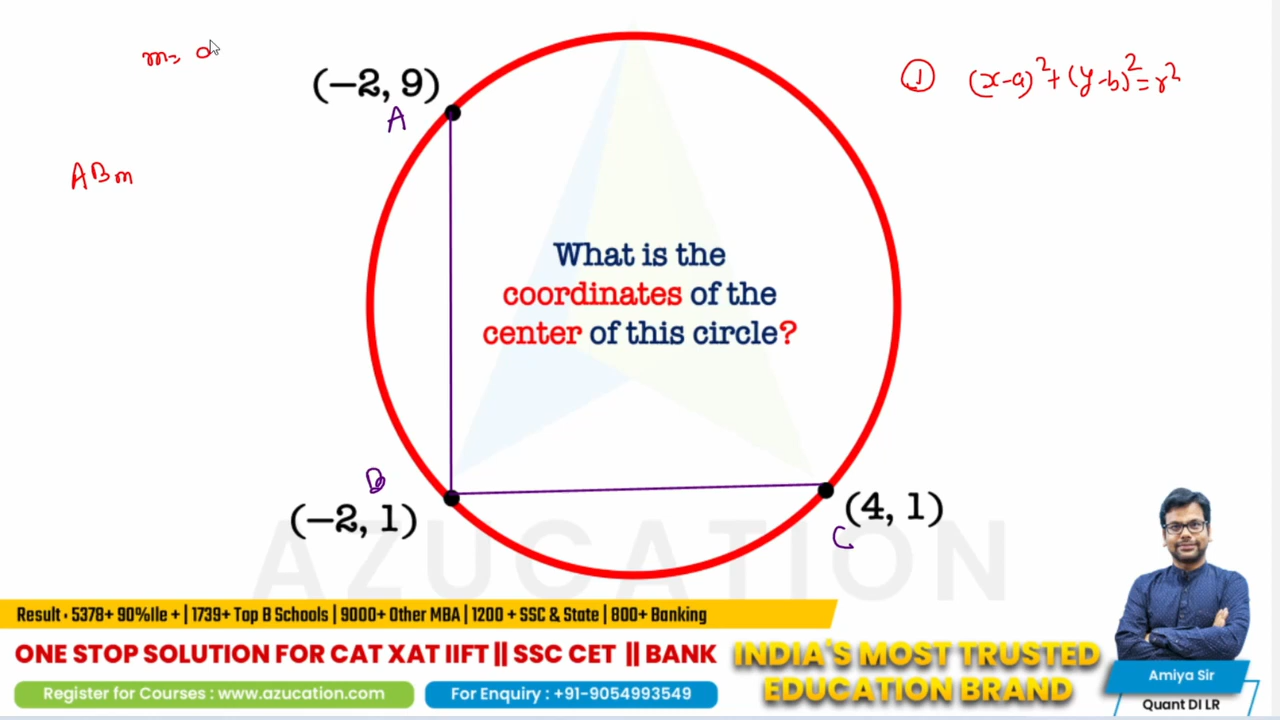 m=
(−2, 9)
A
① (x-a)²+(y-b)²=r²
ABm
What is the
coordinates of the
center of this circle?
B
(−2, 1)
(4, 1)
C
AZUCATION
Result : 5378+ 90%lle + | 1739+ Top B Schools | 9000+ Other MBA | 1200 + SSC & State | 800+ Banking
ONE STOP SOLUTION FOR CAT XAT IIFT || SSC CET || BANK
INDIA'S MOST TRUSTED
EDUCATION BRAND
Register for Courses : www.azucation.com
For Enquiry : +91-9054993549
Amiya Sir
Quant DI LR